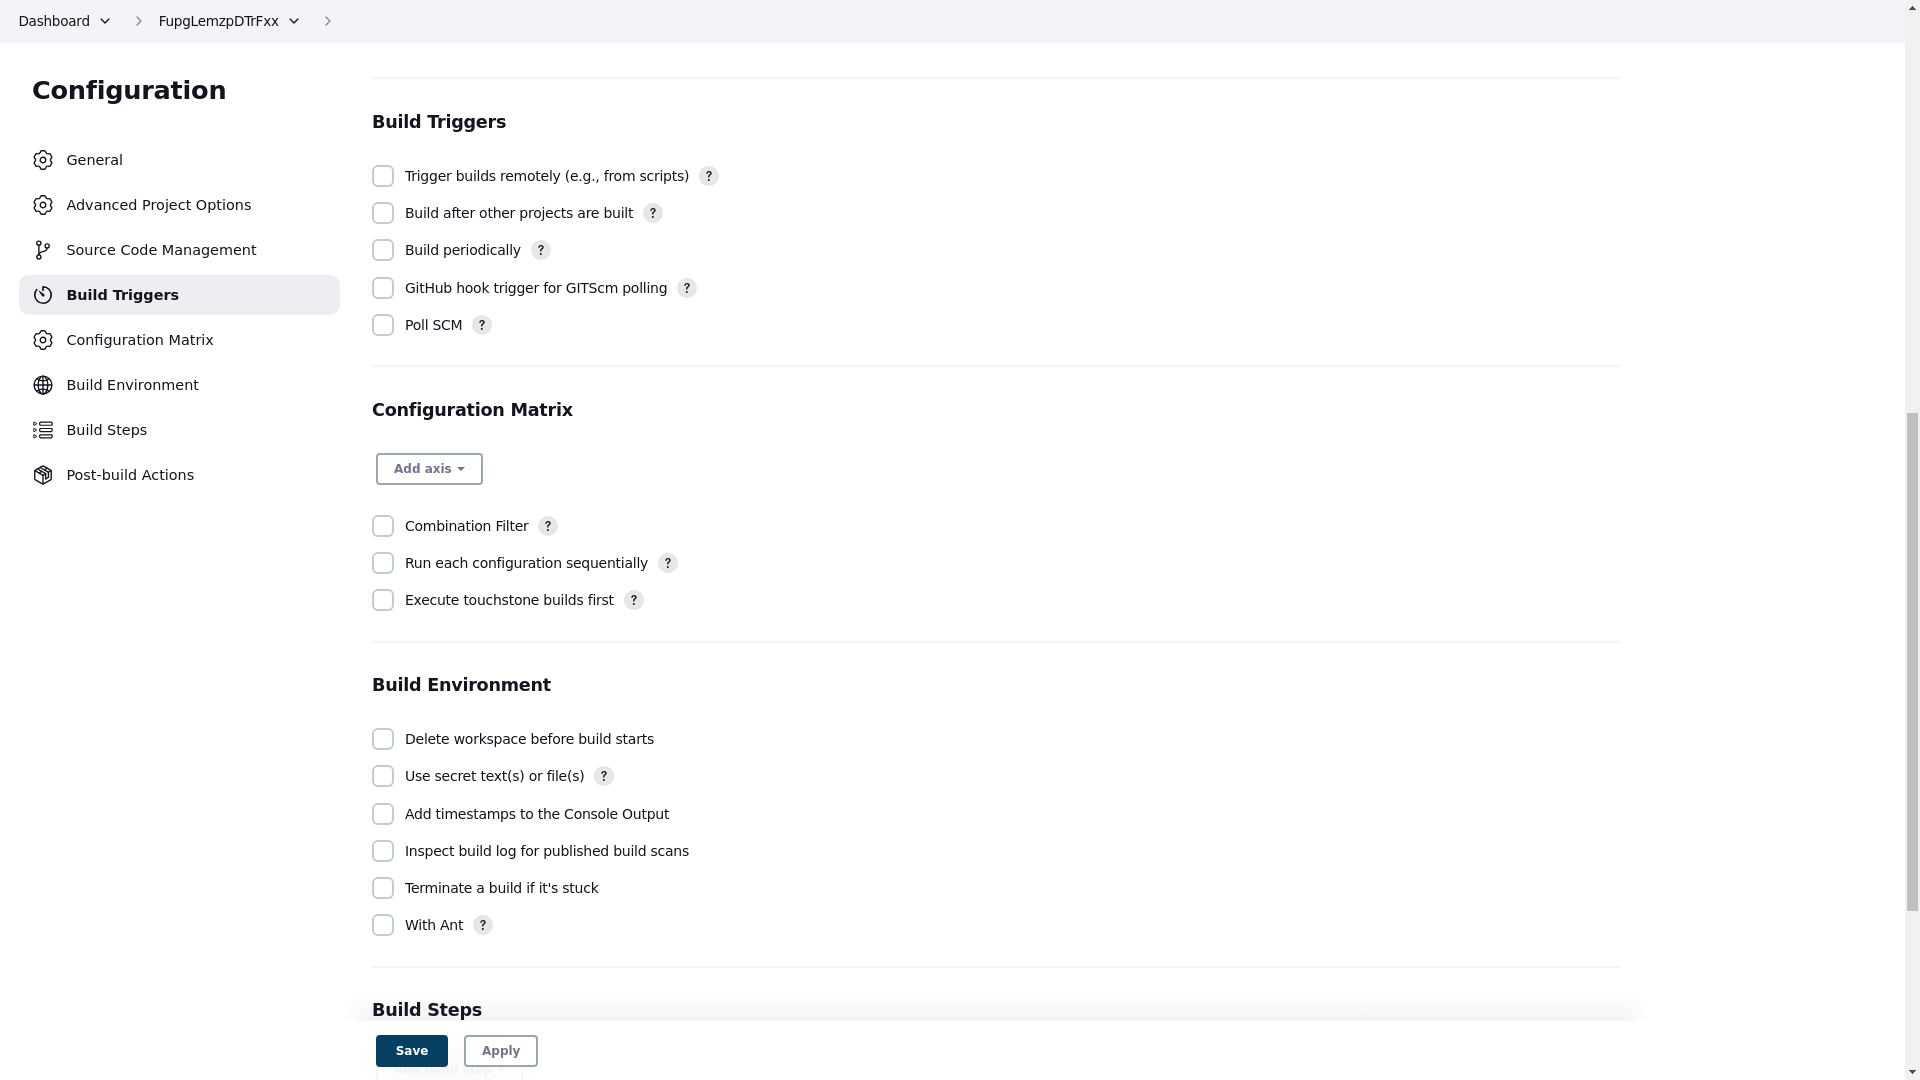 Dashboard
FupgLemzpDTrFxx
Configuration
General
Advanced Project Options
Source Code Management
Build Triggers
Configuration Matrix
Build Environment
Build Steps
Post-build Actions
Build Triggers
Trigger builds remotely (e.g., from scripts) ?
Build after other projects are built ?
Build periodically ?
GitHub hook trigger for GITScm polling ?
Poll SCM ?
Configuration Matrix
Add axis
Combination Filter ?
Run each configuration sequentially ?
Execute touchstone builds first ?
Build Environment
Delete workspace before build starts
Use secret text(s) or file(s) ?
Add timestamps to the Console Output
Inspect build log for published build scans
Terminate a build if it's stuck
With Ant ?
Build Steps
Save
Apply